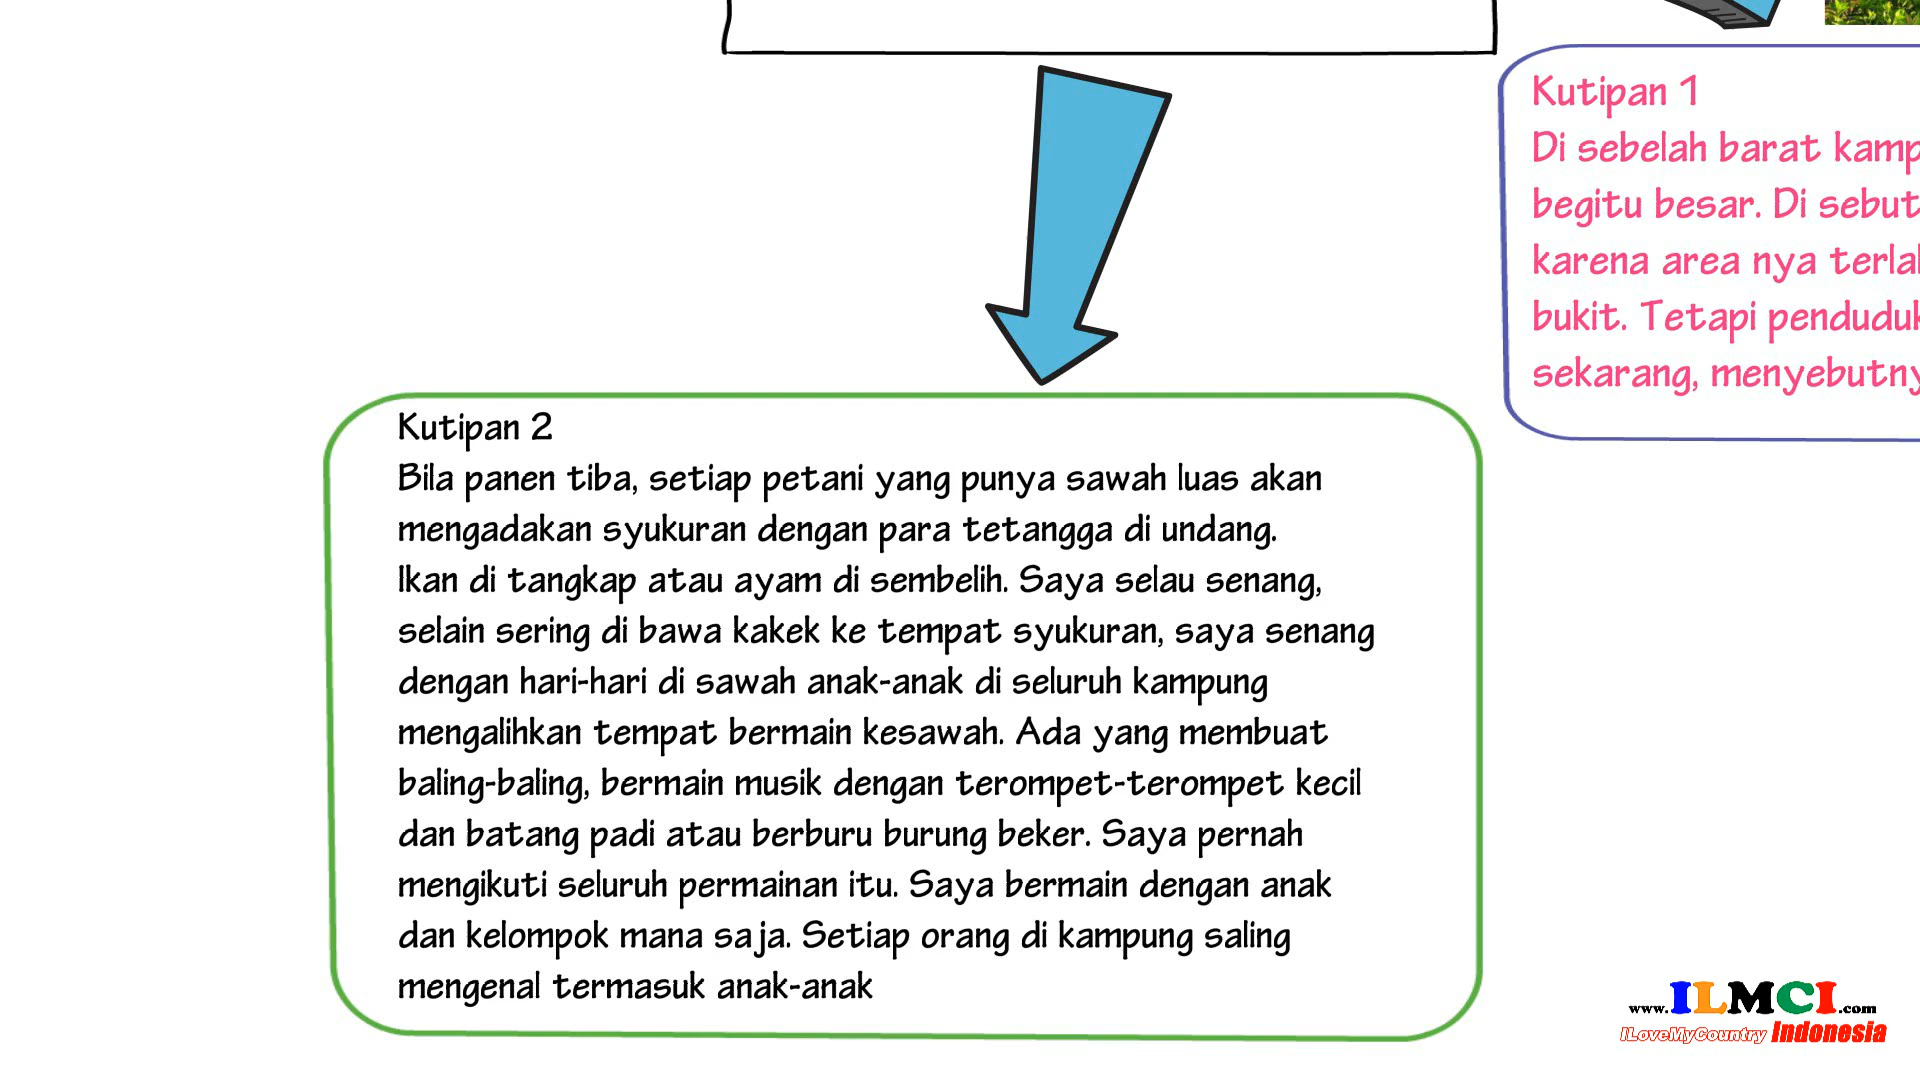 Kutipan 1
Di sebelah barat
begitu besar. Di
karena area nya
bukit. Tetapi
sekarang,
Kutipan 2
Bila panen tiba, setiap petani yang punya sawah luas akan
mengadakan syukuran dengan para tetangga di undang.
Ikan di tangkap atau ayam di sembelih. Saya selau senang,
selain sering di bawa kakek ke tempat syukuran, saya senang
dengan hari-hari di sawah anak-anak di seluruh kampung
mengalihkan tempat bermain kesawah. Ada yang membuat
baling-baling, bermain musik dengan terompet-terompet kecil
dan batang padi atau berburu burung beker. Saya pernah
mengikuti seluruh permainan itu. Saya bermain dengan anak
dan kelompok mana saja. Setiap orang di kampung saling
mengenal termasuk anak-anak
www.ILMCI.com
ILoveMyCountry Indonesia